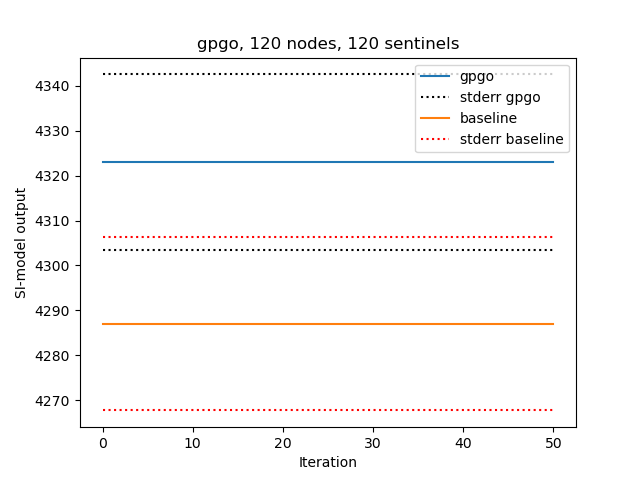 gpgo, 120 nodes, 120 sentinels
4340
4330
4320
4310
4300
4290
4280
4270
SI-model output
gpgo
stderr gpgo
baseline
stderr baseline
0 10 20 30 40 50
Iteration